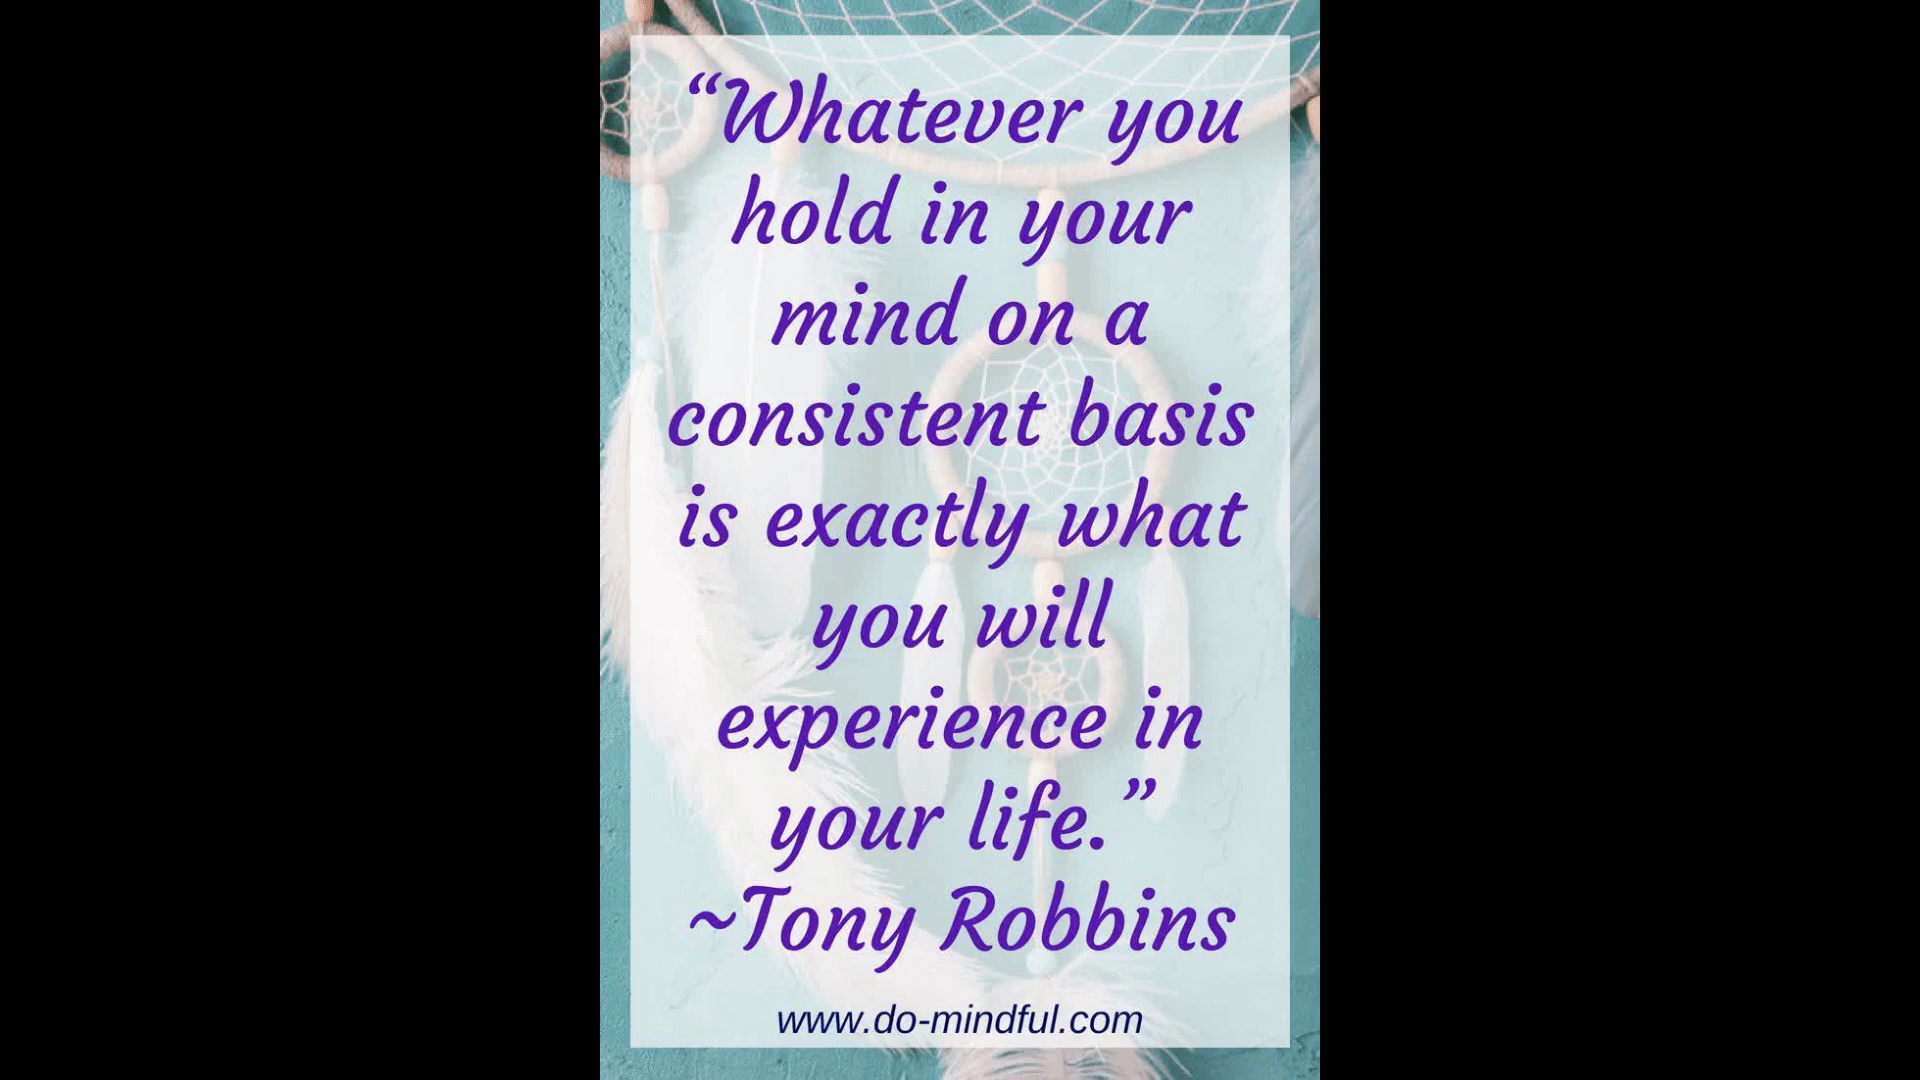 “Whatever you
hold in your
mind on a
consistent basis
is exactly what
you will
experience in
your life.”
~Tony Robbins
www.do-mindful.com